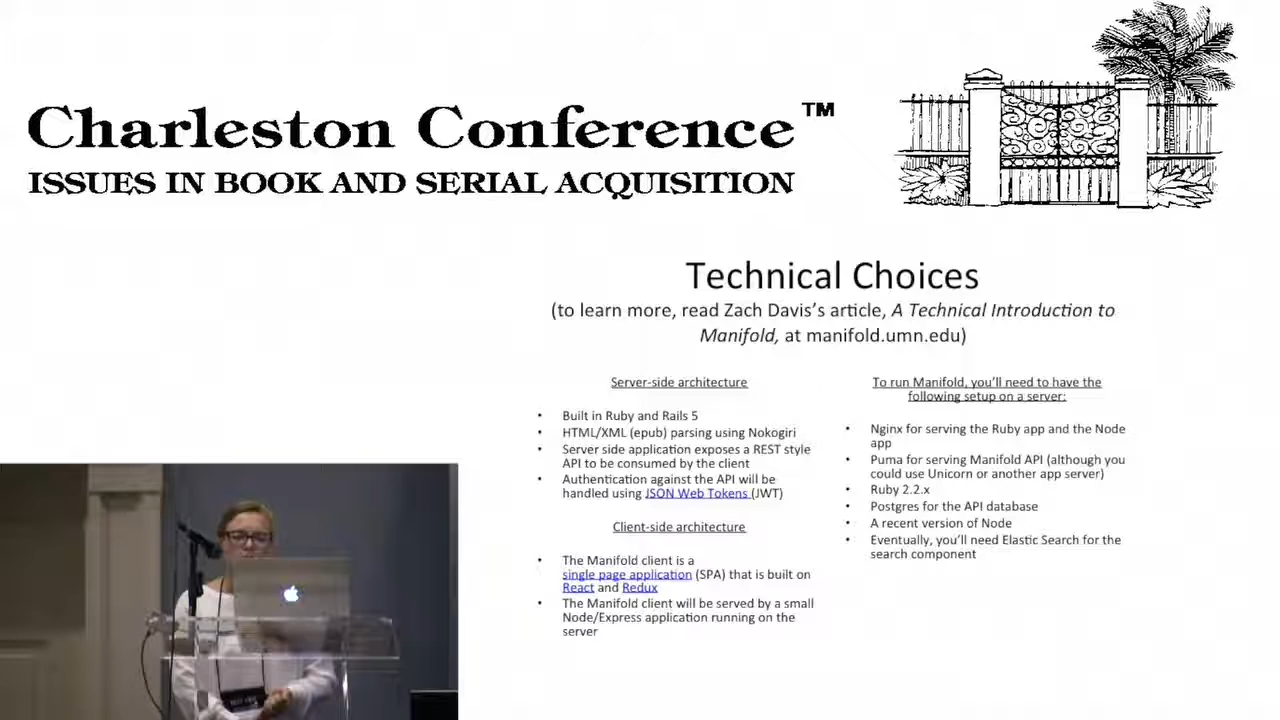 Charleston Conference™
ISSUES IN BOOK AND SERIAL ACQUISITION
Technical Choices
(to learn more, read Zach Davis's article, A Technical Introduction to
Manifold, at manifold.umn.edu)
Server-side architecture
• Built in Ruby and Rails 5
• HTML/XML (epub) parsing using Nokogiri
• Server side application exposes a REST style
API to be consumed by the client
• Authentication against the API will be
handled using JSON Web Tokens (JWT)
Client-side architecture
• The Manifold client is a
single page application (SPA) that is built on
React and Redux
• The Manifold client will be served by a small
Node/Express application running on the
server
To run Manifold, you'll need to have the
following setup on a server:
• Nginx for serving the Ruby app and the Node
app
• Puma for serving Manifold API (although you
could use Unicorn or another app server)
• Ruby 2.2.x
• Postgres for the API database
• A recent version of Node
• Eventually, you'll need Elastic Search for the
search component